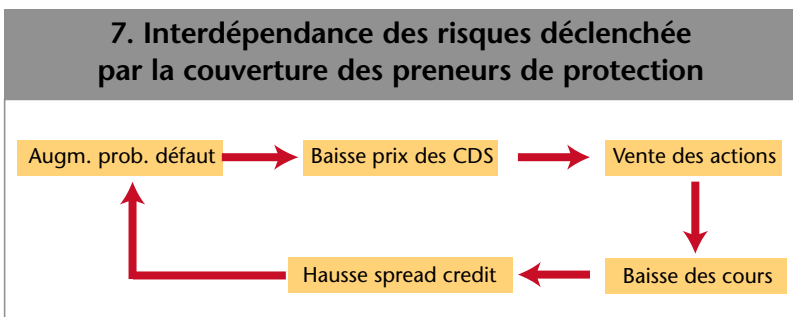 7. Interdépendance des risques déclenchée
par la couverture des preneurs de protection
Augm. prob. défaut
Baisse prix des CDS
Vente des actions
Baisse des cours
Hausse spread credit